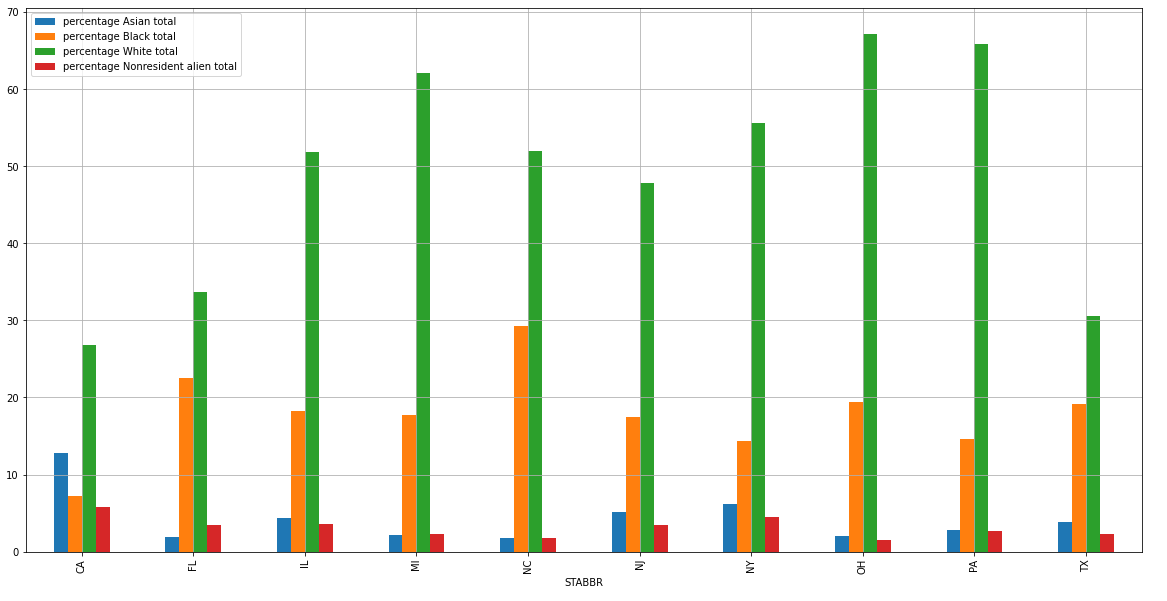 percentage Asian total
percentage Black total
percentage White total
percentage Nonresident alien total
70
60
50
40
30
20
10
0
CA
FL
IL
MI
NC
NJ
NY
OH
PA
TX
STABBR